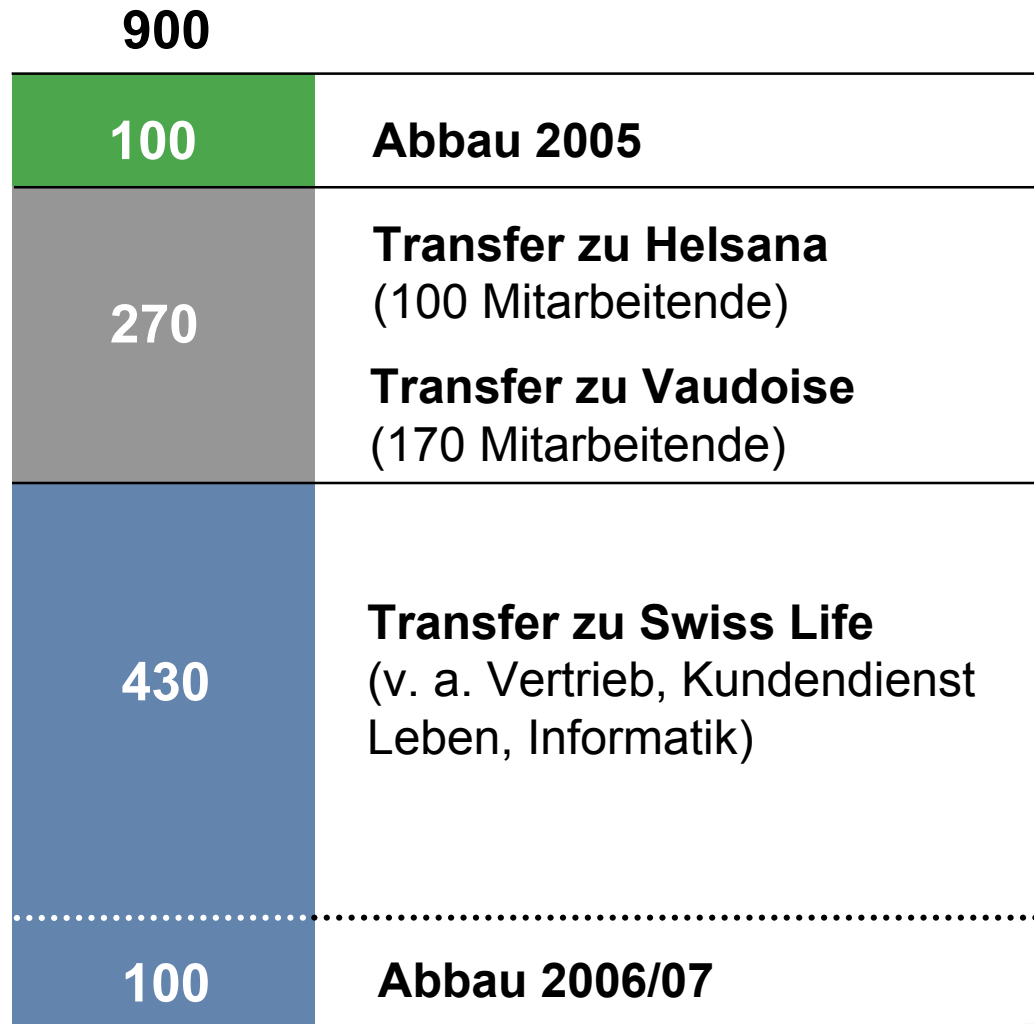 900
100 Abbau 2005
270
Transfer zu Helsana
(100 Mitarbeitende)
Transfer zu Vaudoise
(170 Mitarbeitende)
430
Transfer zu Swiss Life
(v. a. Vertrieb, Kundendienst
Leben, Informatik)
100 Abbau 2006/07